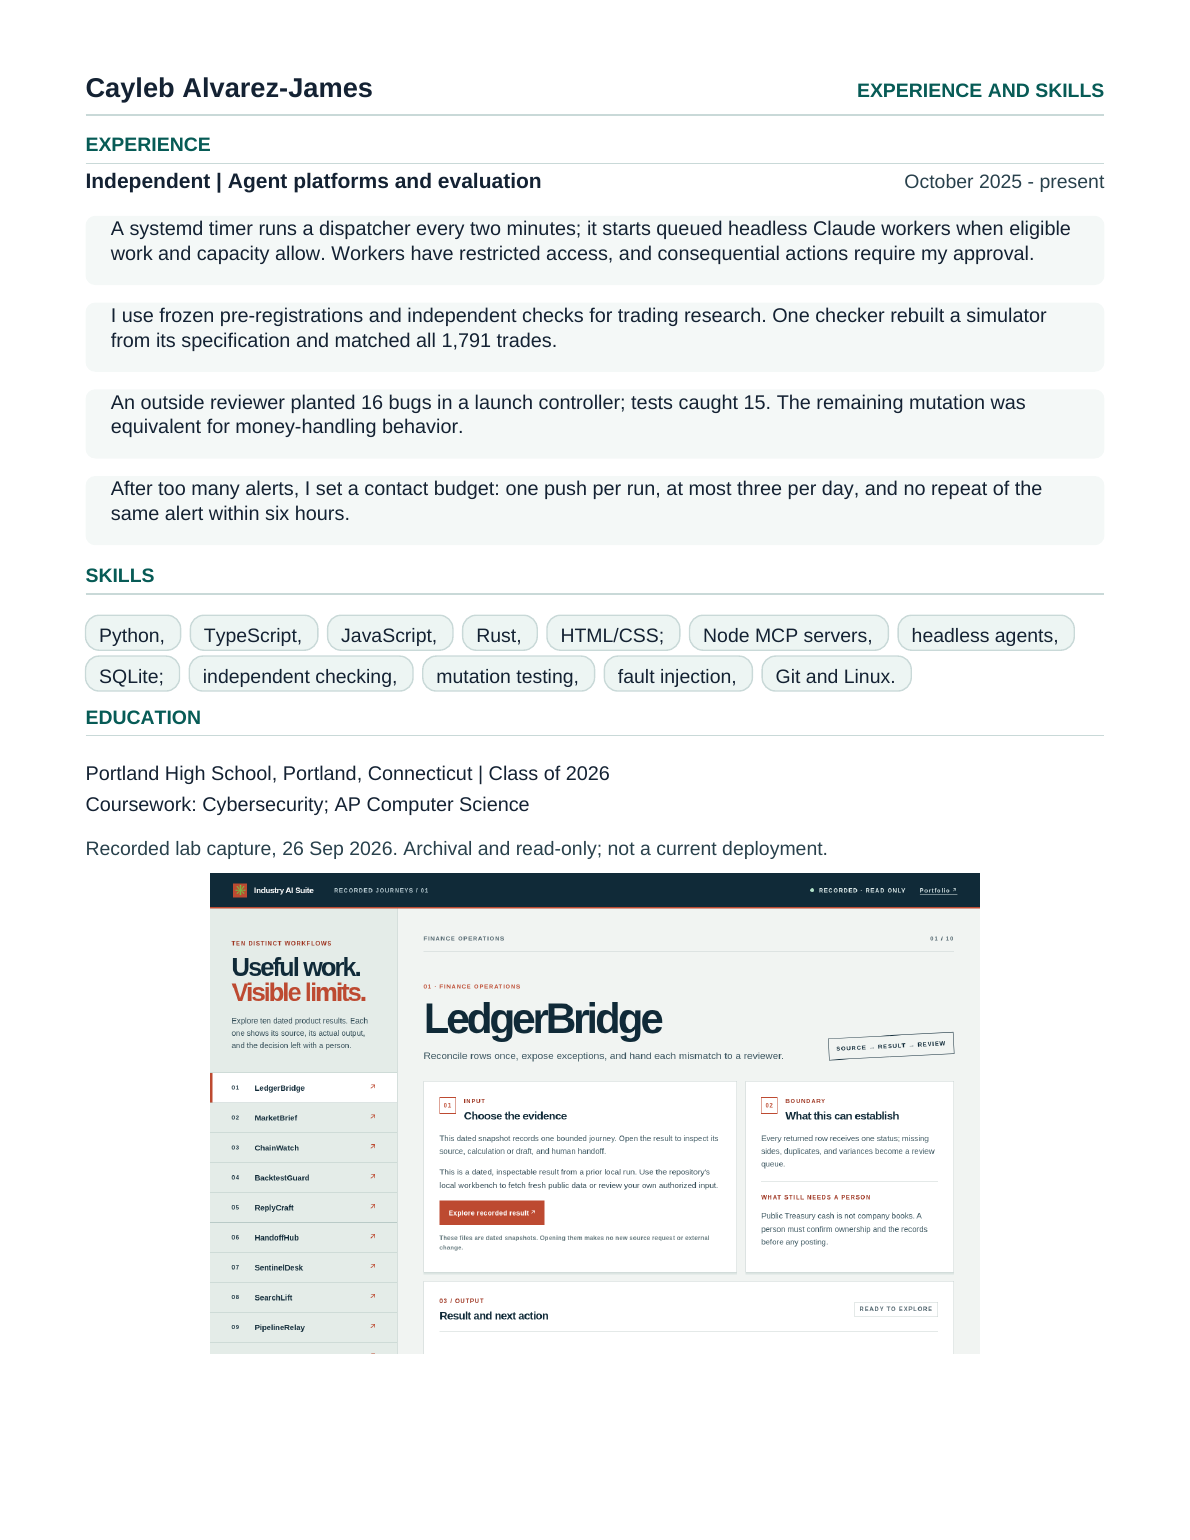 Cayleb Alvarez-James
EXPERIENCE AND SKILLS
EXPERIENCE
Independent | Agent platforms and evaluation
October 2025 - present
A systemd timer runs a dispatcher every two minutes; it starts queued headless Claude workers when eligible
work and capacity allow. Workers have restricted access, and consequential actions require my approval.
I use frozen pre-registrations and independent checks for trading research. One checker rebuilt a simulator
from its specification and matched all 1,791 trades.
An outside reviewer planted 16 bugs in a launch controller; tests caught 15. The remaining mutation was
equivalent for money-handling behavior.
After too many alerts, I set a contact budget: one push per run, at most three per day, and no repeat of the
same alert within six hours.
SKILLS
Python, TypeScript, JavaScript, Rust, HTML/CSS; Node MCP servers, headless agents,
SQLite; independent checking, mutation testing, fault injection, Git and Linux.
EDUCATION
Portland High School, Portland, Connecticut | Class of 2026
Coursework: Cybersecurity; AP Computer Science
Recorded lab capture, 26 Sep 2026. Archival and read-only; not a current deployment.
Industry AI Suite
RECORDED JOURNEYS / 01
RECORDED · READ ONLY
Portfolio ↗
TEN DISTINCT WORKFLOWS
Useful work.
Visible limits.
Explore ten dated product results. Each
one shows its source, its actual output,
and the decision left with a person.
01 LedgerBridge ↗
02 MarketBrief ↗
03 ChainWatch ↗
04 BacktestGuard ↗
05 ReplyCraft ↗
06 HandoffHub ↗
07 SentinelDesk ↗
08 SearchLift ↗
09 PipelineRelay ↗
FINANCE OPERATIONS
01 / 10
01 · FINANCE OPERATIONS
LedgerBridge
Reconcile rows once, expose exceptions, and hand each mismatch to a reviewer.
SOURCE → RESULT → REVIEW
01 INPUT
Choose the evidence
This dated snapshot records one bounded journey. Open the result to inspect its
source, calculation or draft, and human handoff.
This is a dated, inspectable result from a prior local run. Use the repository's
local workbench to fetch fresh public data or review your own authorized input.
Explore recorded result ↗
These files are dated snapshots. Opening them makes no new source request or external
change.
02 BOUNDARY
What this can establish
Every returned row receives one status; missing
sides, duplicates, and variances become a review
queue.
WHAT STILL NEEDS A PERSON
Public Treasury cash is not company books. A
person must confirm ownership and the records
before any posting.
03 / OUTPUT
Result and next action
READY TO EXPLORE